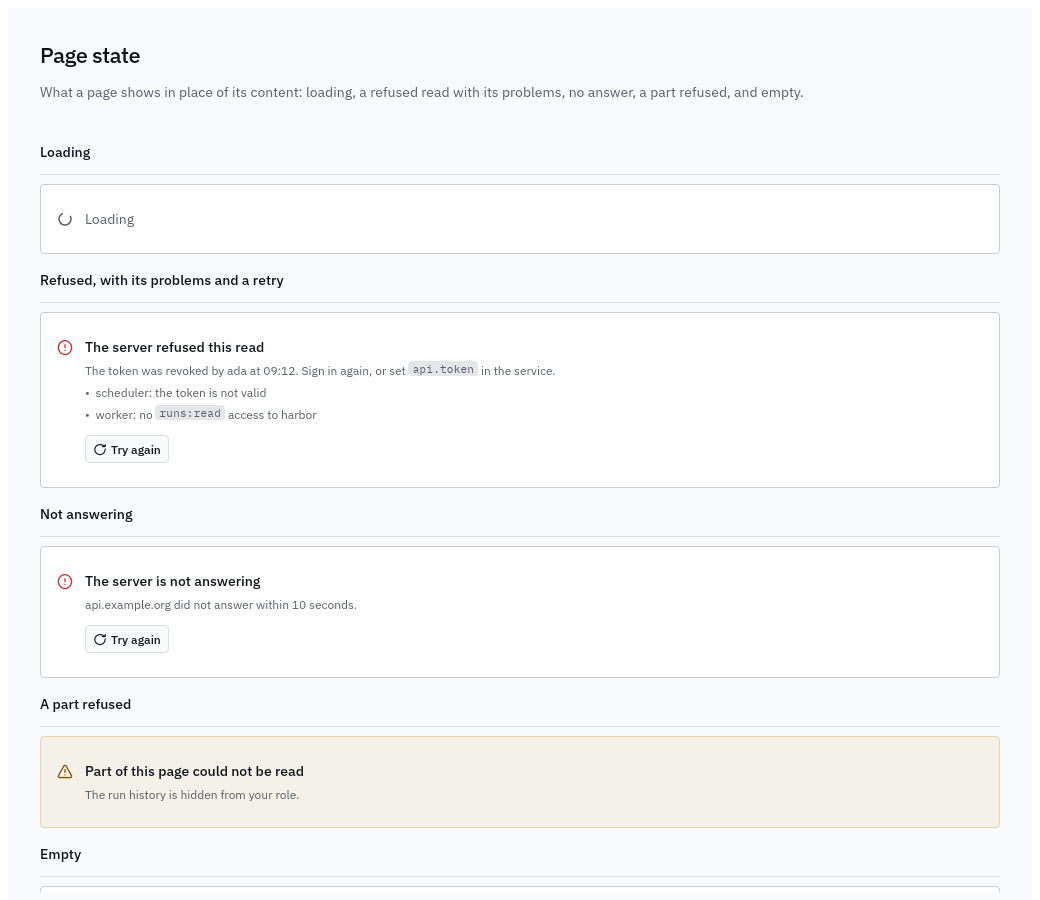 Page state
What a page shows in place of its content: loading, a refused read with its problems, no answer, a part refused, and empty.
Loading
Loading
Refused, with its problems and a retry
The server refused this read
The token was revoked by ada at 09:12. Sign in again, or set api.token in the service.
• scheduler: the token is not valid
• worker: no runs:read access to harbor
Try again
Not answering
The server is not answering
api.example.org did not answer within 10 seconds.
Try again
A part refused
Part of this page could not be read
The run history is hidden from your role.
Empty